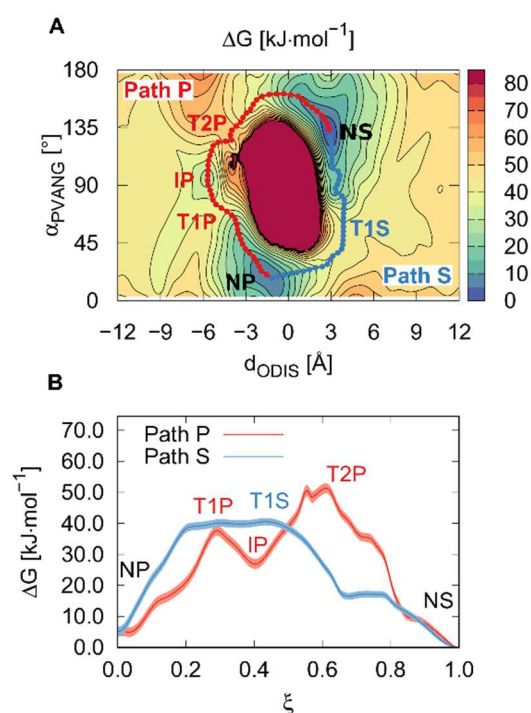 A
ΔG [kJ·mol⁻¹]
180
135
90
45
0
α_PVANG [°]
Path P
T2P
NS
IP
T1P
T1S
NP
Path S
80
70
60
50
40
30
20
10
0
−12 −9 −6 −3 0 3 6 9 12
d_ODIS [Å]
B
70.0
60.0
50.0
40.0
30.0
20.0
10.0
0.0
ΔG [kJ·mol⁻¹]
Path P
Path S
T2P
T1P
T1S
IP
NP
NS
0.0 0.2 0.4 0.6 0.8 1.0
ξ